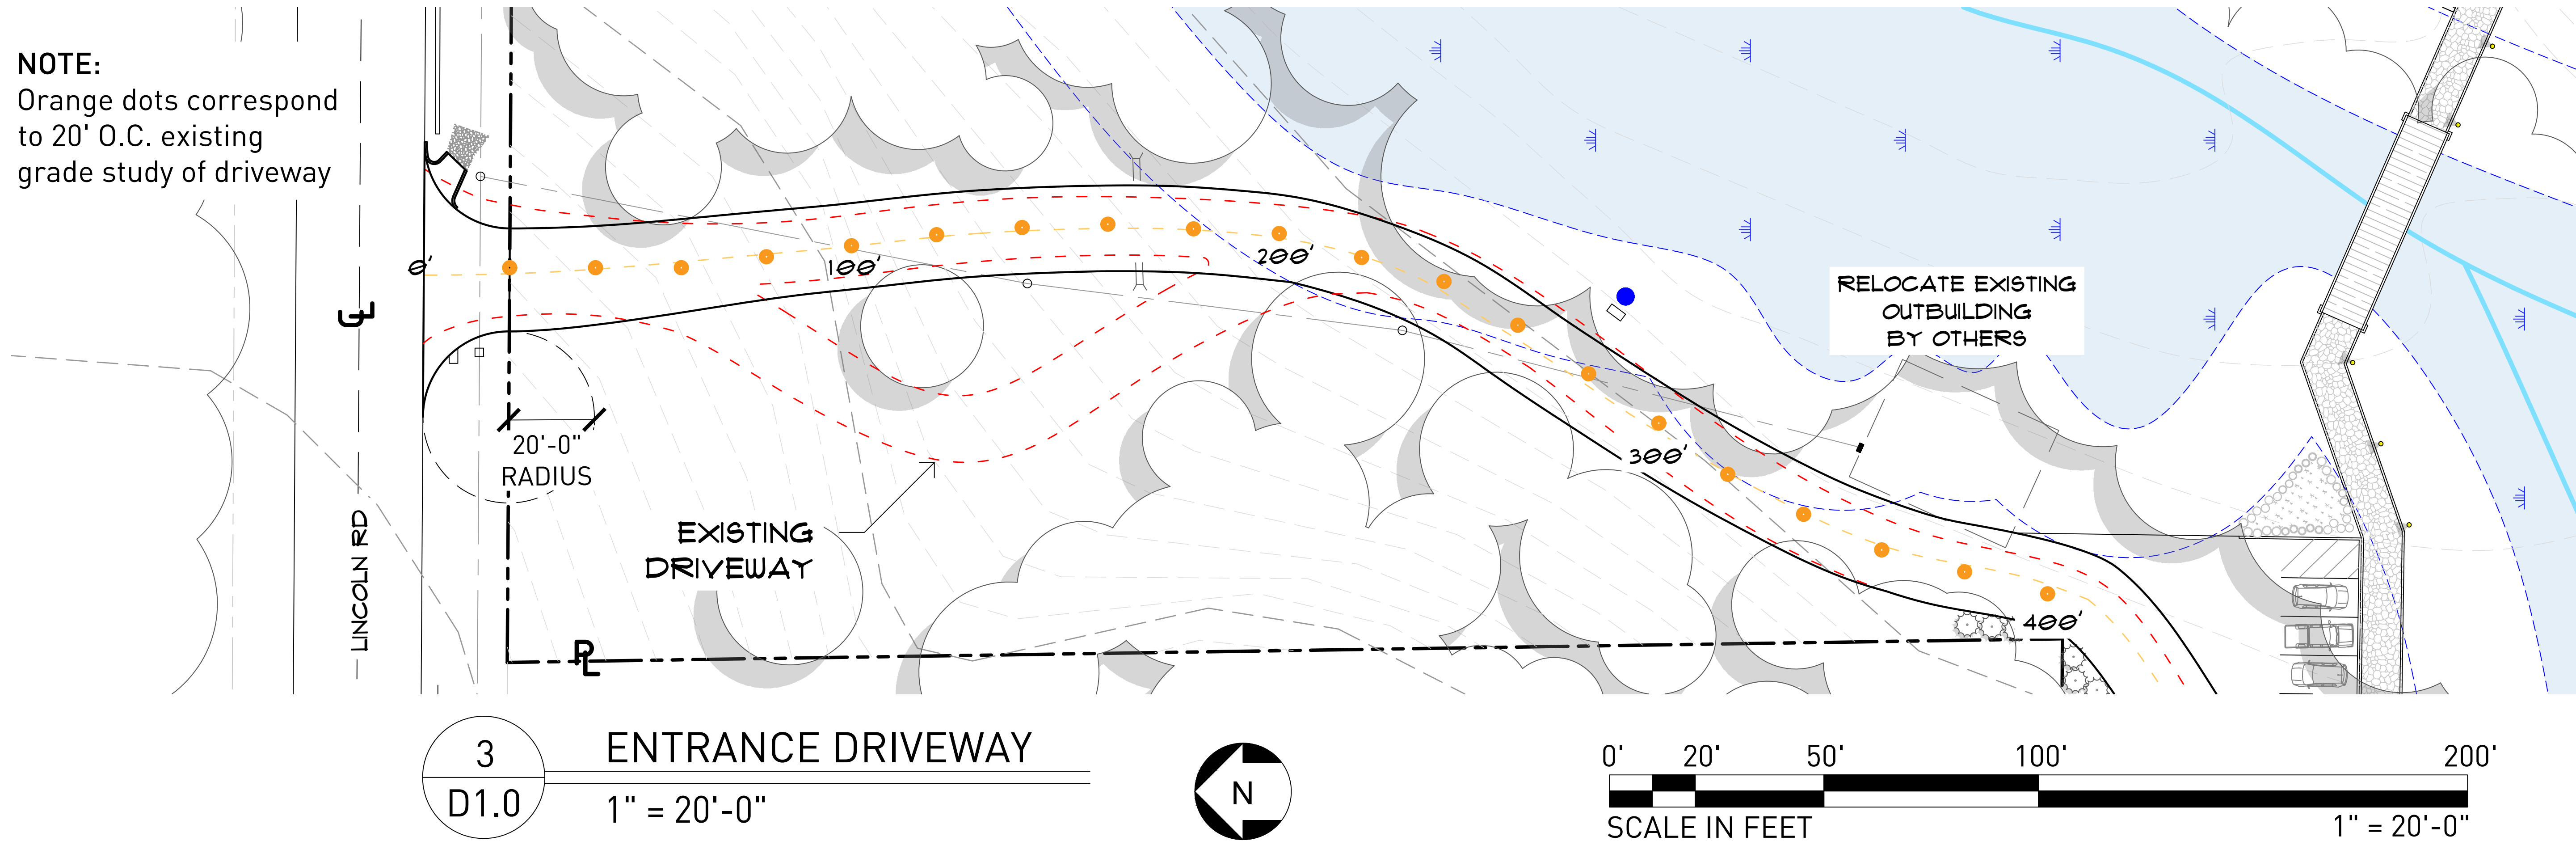 NOTE:
Orange dots correspond
to 20' O.C. existing
grade study of driveway
0'
100'
200'
300'
400'
RELOCATE EXISTING
OUTBUILDING
BY OTHERS
CL
LINCOLN RD
20'-0"
RADIUS
EXISTING
DRIVEWAY
PL
3
D1.0
ENTRANCE DRIVEWAY
1" = 20'-0"
N
0' 20' 50' 100' 200'
SCALE IN FEET 1" = 20'-0"